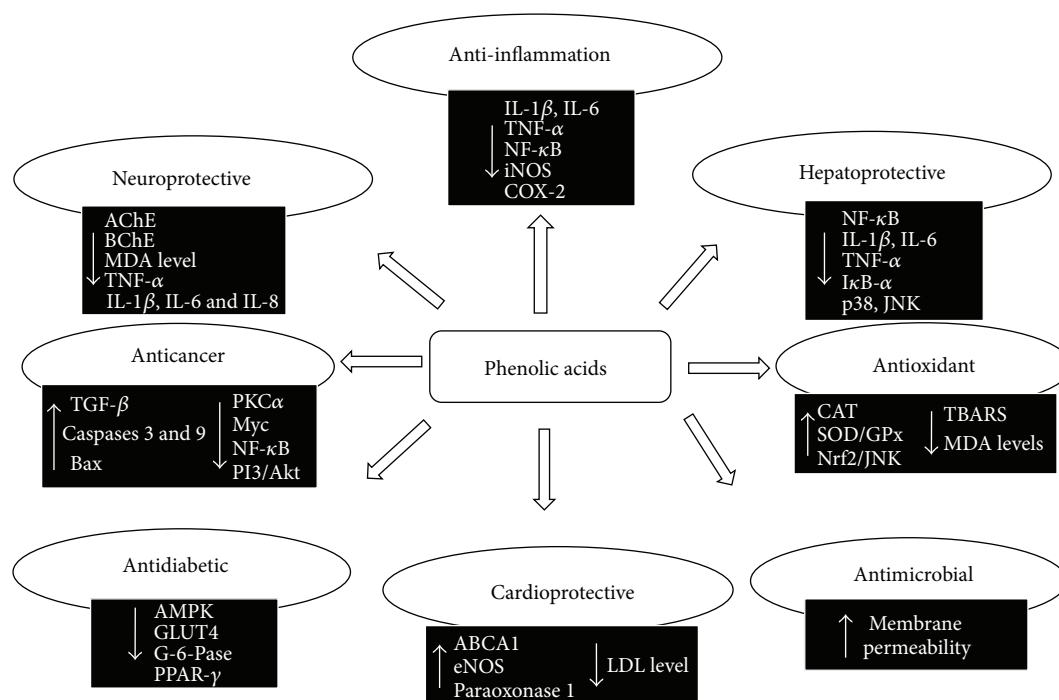 Anti-inflammation
IL-1β, IL-6
TNF-α
NF-κB
iNOS
COX-2
Neuroprotective
AChE
BChE
MDA level
TNF-α
IL-1β, IL-6 and IL-8
Hepatoprotective
NF-κB
IL-1β, IL-6
TNF-α
IκB-α
p38, JNK
Anticancer
TGF-β
Caspases 3 and 9
Bax
PKCα
Myc
NF-κB
PI3/Akt
Phenolic acids
Antioxidant
CAT
SOD/GPx
Nrf2/JNK
TBARS
MDA levels
Antidiabetic
AMPK
GLUT4
G-6-Pase
PPAR-γ
Cardioprotective
ABCA1
eNOS
Paraoxonase 1
LDL level
Antimicrobial
Membrane
permeability